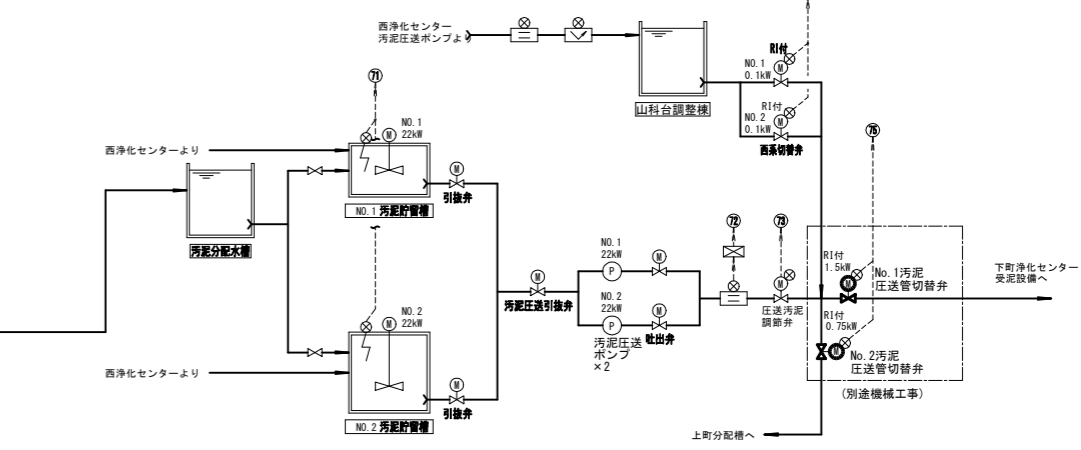 西浄化センター
汚泥圧送ポンプより
山科台調整棟
RI付
NO.1
0.1kW
RI付
NO.2
0.1kW
西系切替弁
71
NO.1
22kW
西浄化センターより
汚泥分配水槽
NO.1 汚泥貯留槽
引抜弁
NO.2
22kW
西浄化センターより
NO.2 汚泥貯留槽
引抜弁
汚泥圧送引抜弁
NO.1
22kW
NO.2
22kW
汚泥圧送
ポンプ
×2
吐出弁
72
73
圧送汚泥
調節弁
75
RI付
1.5kW
No.1汚泥
圧送管切替弁
RI付
0.75kW
No.2汚泥
圧送管切替弁
(別途機械工事)
下町浄化センター
受泥設備へ
上町分配槽へ
M
M
M
M
M
M
M
P
P
M
M
M
M
M